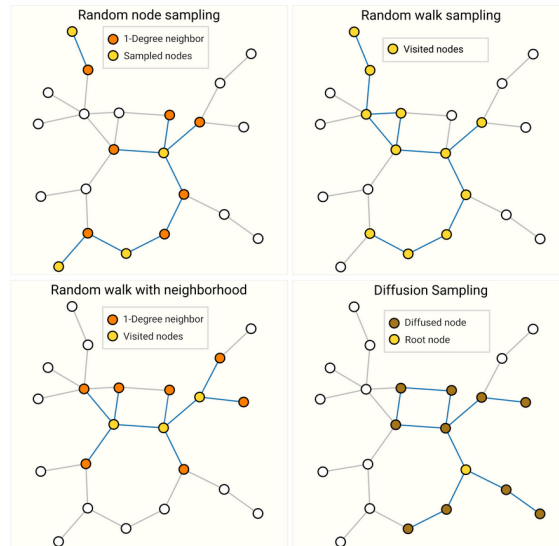 Random node sampling
1-Degree neighbor
Sampled nodes
Random walk sampling
Visited nodes
Random walk with neighborhood
1-Degree neighbor
Visited nodes
Diffusion Sampling
Diffused node
Root node